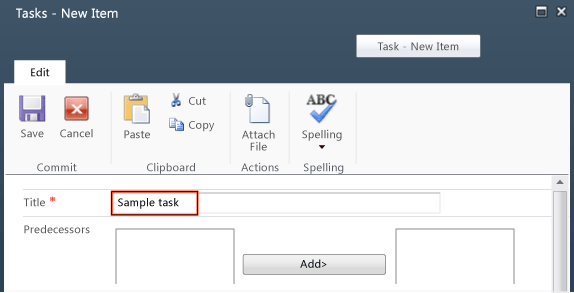 Tasks - New Item
Task - New Item
Edit
Save
Cancel
Paste
Cut
Copy
Attach
File
ABC
Spelling
Commit
Clipboard
Actions
Spelling
Title *
Sample task
Predecessors
Add>